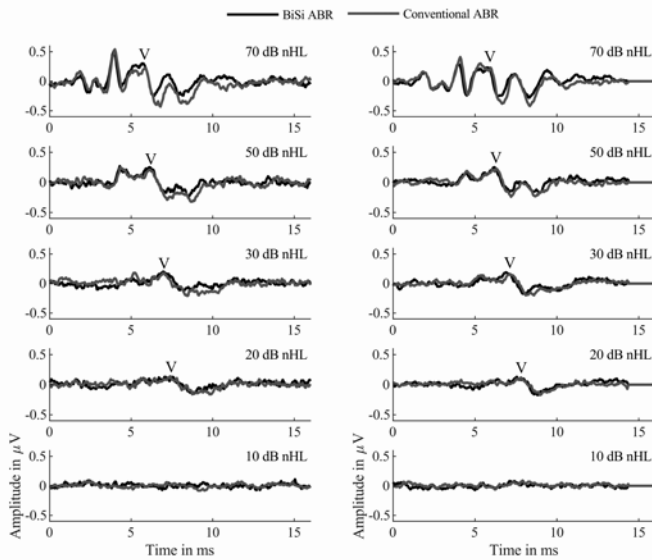 BiSi ABR Conventional ABR
V 70 dB nHL V 70 dB nHL
0.5 0.5
0 0
-0.5 -0.5
0 5 10 15 0 5 10 15
V 50 dB nHL V 50 dB nHL
0.5 0.5
0 0
-0.5 -0.5
0 5 10 15 0 5 10 15
V 30 dB nHL V 30 dB nHL
0.5 0.5
0 0
-0.5 -0.5
0 5 10 15 0 5 10 15
V 20 dB nHL V 20 dB nHL
0.5 0.5
0 0
-0.5 -0.5
0 5 10 15 0 5 10 15
10 dB nHL 10 dB nHL
0.5 0.5
0 0
-0.5 -0.5
0 5 10 15 0 5 10 15
Amplitude in μV Amplitude in μV
Time in ms Time in ms